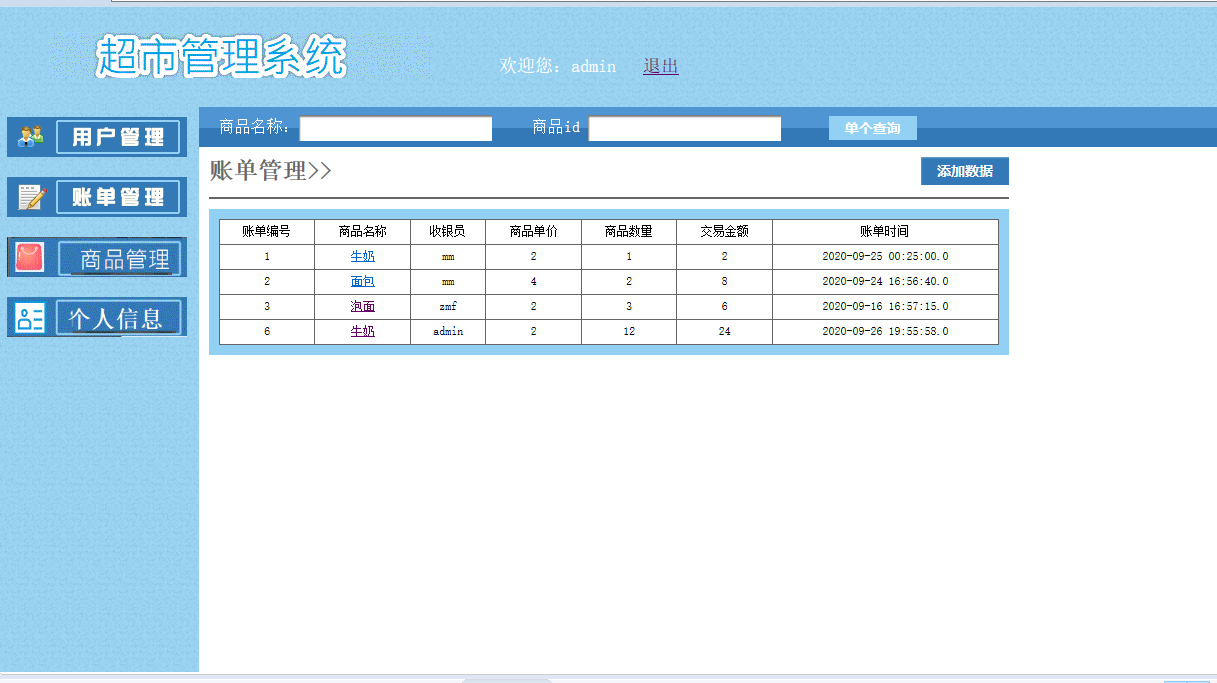 超市管理系统
欢迎您：admin 退出
用户管理
账单管理
商品管理
个人信息
商品名称： 商品id 单个查询
账单管理>>
添加数据
账单编号 商品名称 收银员 商品单价 商品数量 交易金额 账单时间
1 牛奶 mm 2 1 2 2020-09-25 00:25:00.0
2 面包 mm 4 2 8 2020-09-24 16:56:40.0
3 泡面 zmf 2 3 6 2020-09-16 16:57:15.0
6 牛奶 admin 2 12 24 2020-09-26 19:55:58.0